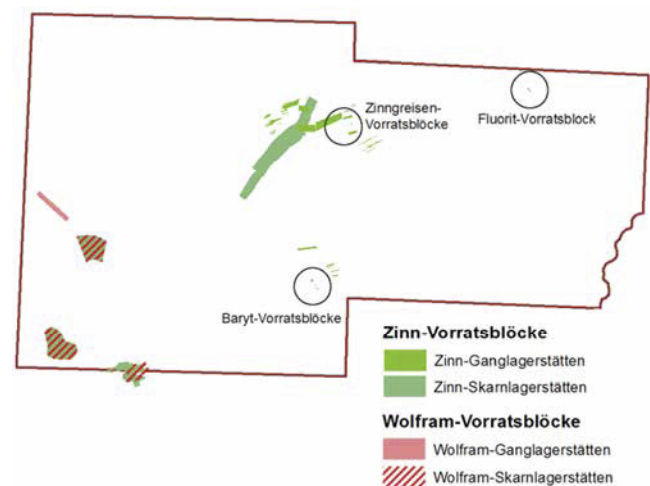 Zinngreisen-
Vorratsblöcke
Fluorit-Vorratsblock
Baryt-Vorratsblöcke
Zinn-Vorratsblöcke
Zinn-Ganglagerstätten
Zinn-Skarnlagerstätten
Wolfram-Vorratsblöcke
Wolfram-Ganglagerstätten
Wolfram-Skarnlagerstätten